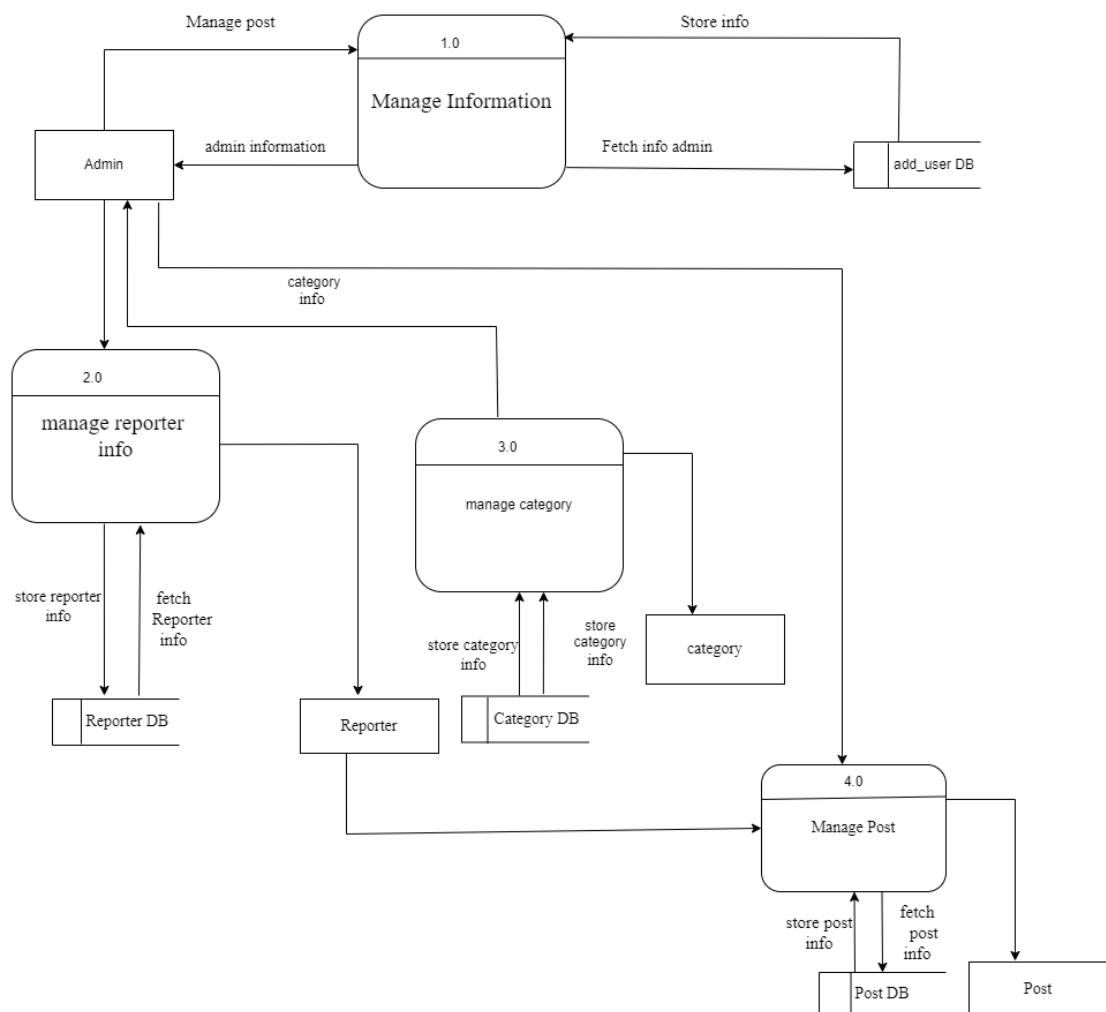 Manage post
1.0
Store info
Manage Information
admin information
Fetch info admin
Admin
add_user DB
category
info
2.0
manage reporter
info
3.0
manage category
store reporter
info
fetch
Reporter
info
store category
info
store
category
info
category
Reporter DB
Reporter
Category DB
4.0
Manage Post
store post
info
fetch
post
info
Post DB
Post